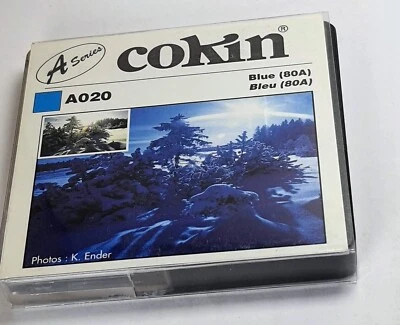 A Series
cokin®
Blue (80A)
Bleu (80A)
A020
Photos : K. Ender